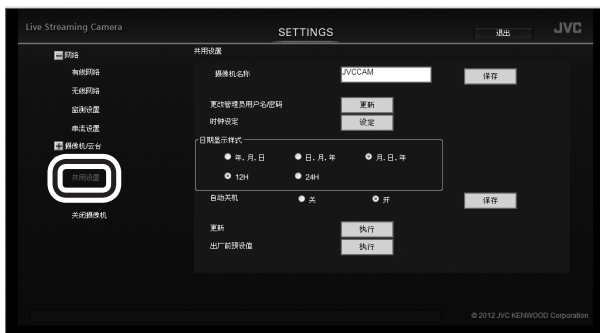 Live Streaming Camera
SETTINGS
退出
JVC
网络
有线网络
无线网络
监测设置
串流设置
摄像机/云台
共用设置
关闭摄像机
共用设置
摄像机名称 JVCCAM 保存
更改管理员用户名/密码 更新
时钟设定 设定
日期显示样式
年. 月. 日 日. 月. 年 月. 日. 年
12H 24H
自动关机 关 开 保存
更新 执行
出厂前预设值 执行
© 2012 JVC KENWOOD Corporation